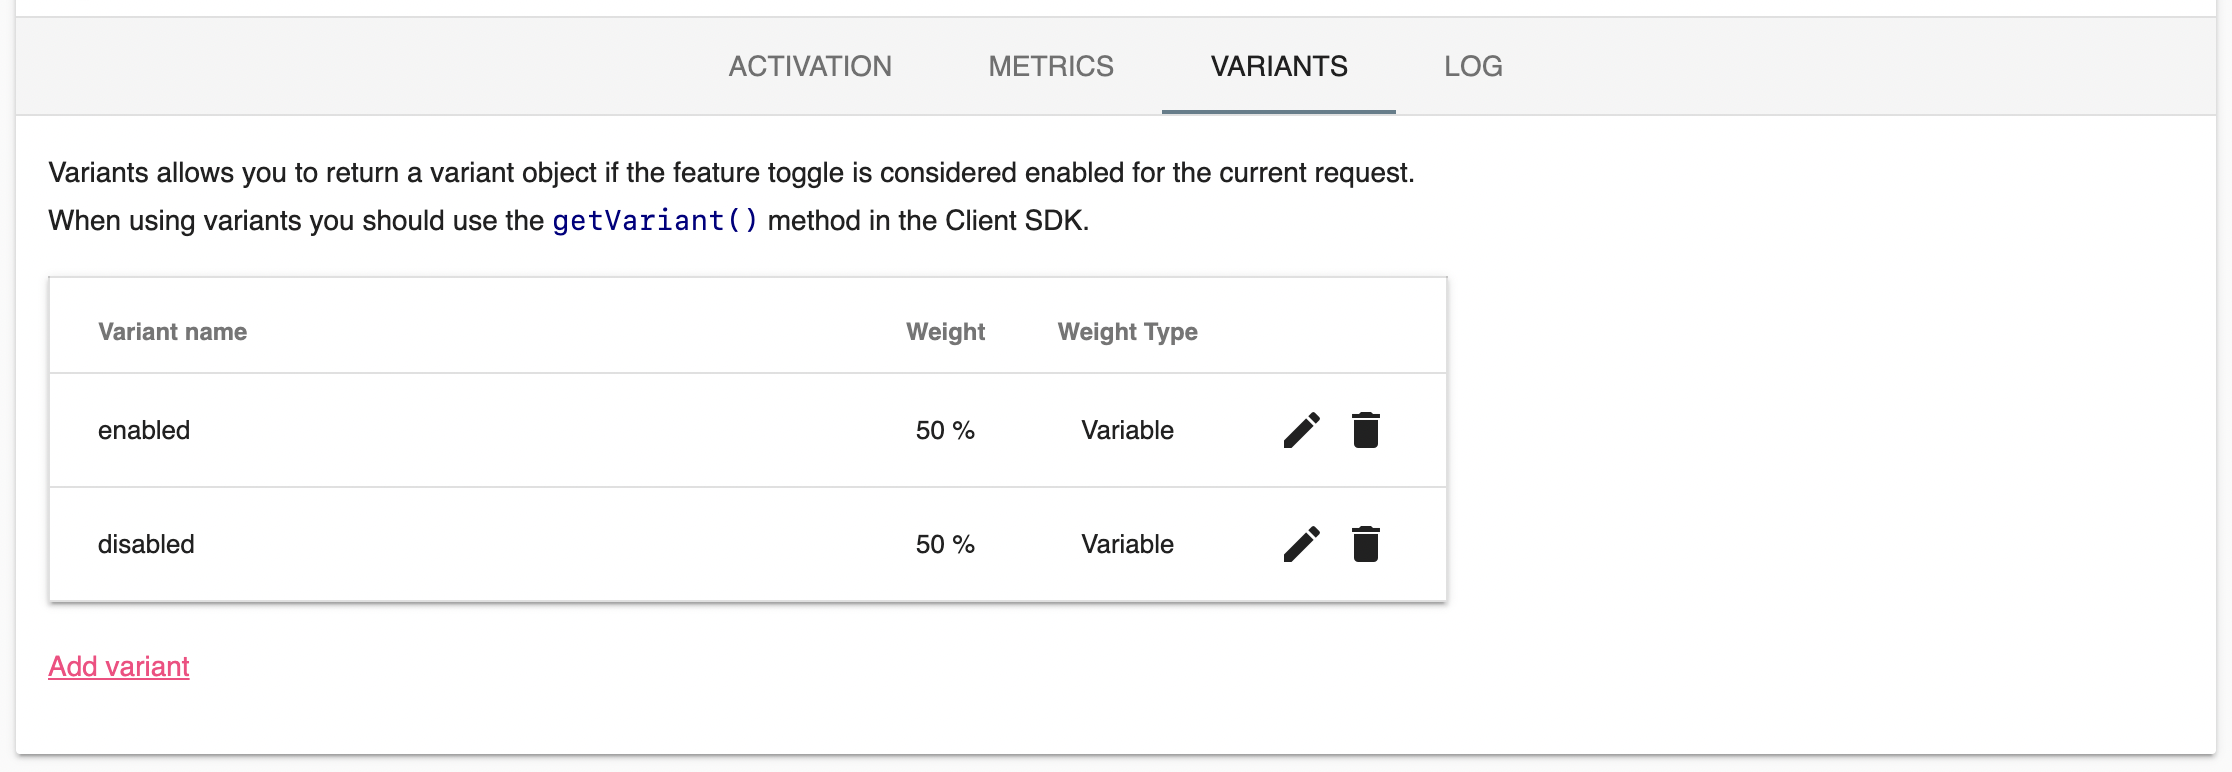 ACTIVATION METRICS VARIANTS LOG
Variants allows you to return a variant object if the feature toggle is considered enabled for the current request.
When using variants you should use the getVariant() method in the Client SDK.
Variant name Weight Weight Type
enabled 50 % Variable
disabled 50 % Variable
Add variant